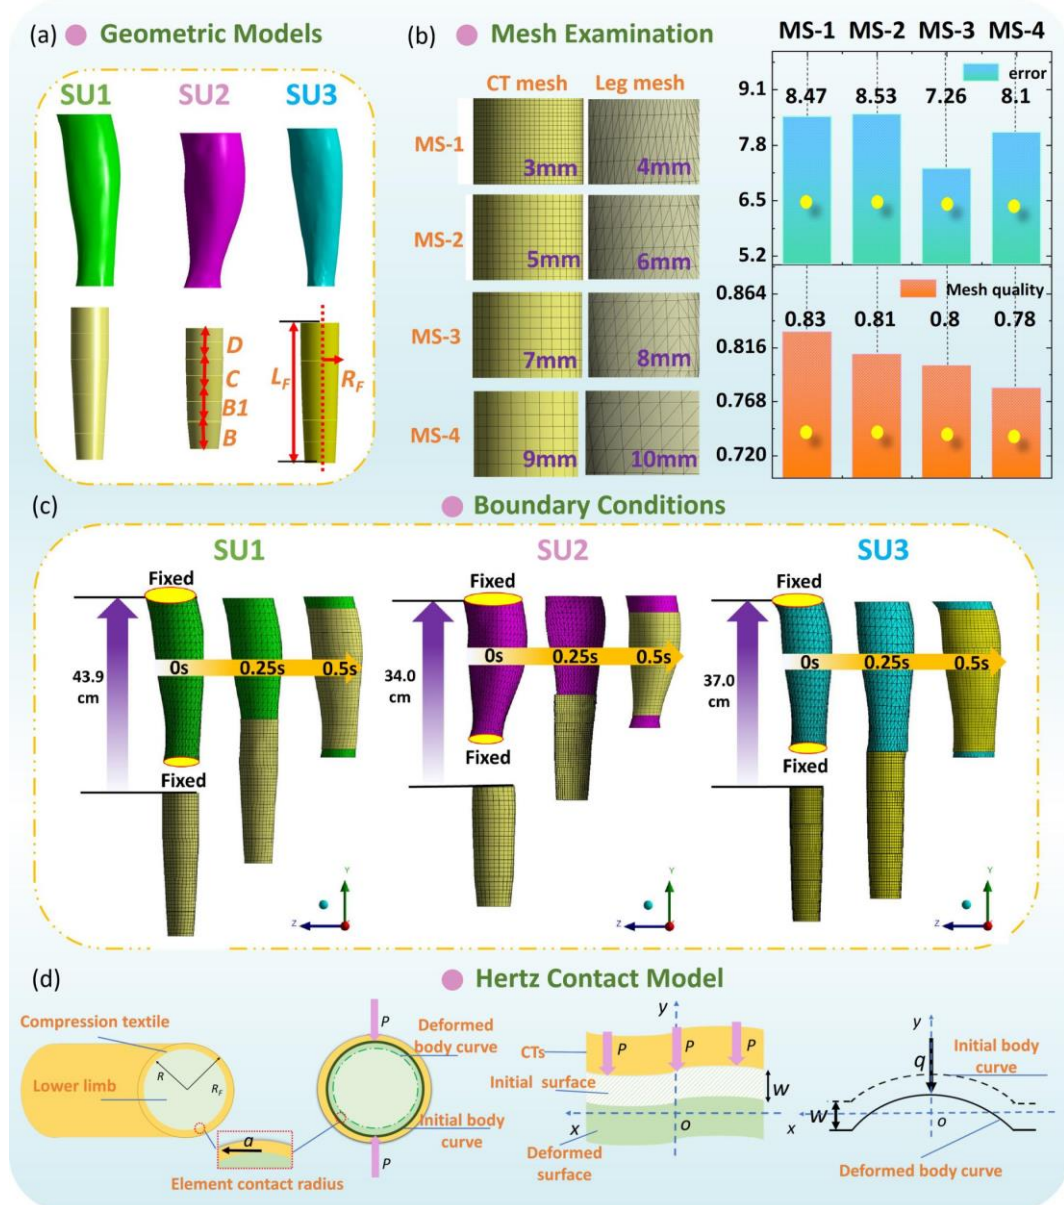 (a) Geometric Models
SU1 SU2 SU3
D
C
B1
B
L_F
R_F
(b) Mesh Examination
CT mesh Leg mesh
MS-1 3mm 4mm
MS-2 5mm 6mm
MS-3 7mm 8mm
MS-4 9mm 10mm
MS-1 MS-2 MS-3 MS-4
error
9.1
8.47 8.53 7.26 8.1
7.8
6.5
5.2
Mesh quality
0.864
0.83 0.81 0.8 0.78
0.816
0.768
0.720
(c) Boundary Conditions
SU1 SU2 SU3
Fixed Fixed Fixed
0s 0.25s 0.5s 0s 0.25s 0.5s 0s 0.25s 0.5s
43.9 cm
34.0 cm
37.0 cm
Fixed Fixed Fixed
Y Y Y
Z X Z X Z X
(d) Hertz Contact Model
Compression textile
Lower limb
R
R_F
a
Element contact radius
P
Deformed body curve
Initial body curve
P
y
CTs
P P P
Initial surface
W
x
o
Deformed surface
y
q
Initial body curve
W
x
o
Deformed body curve